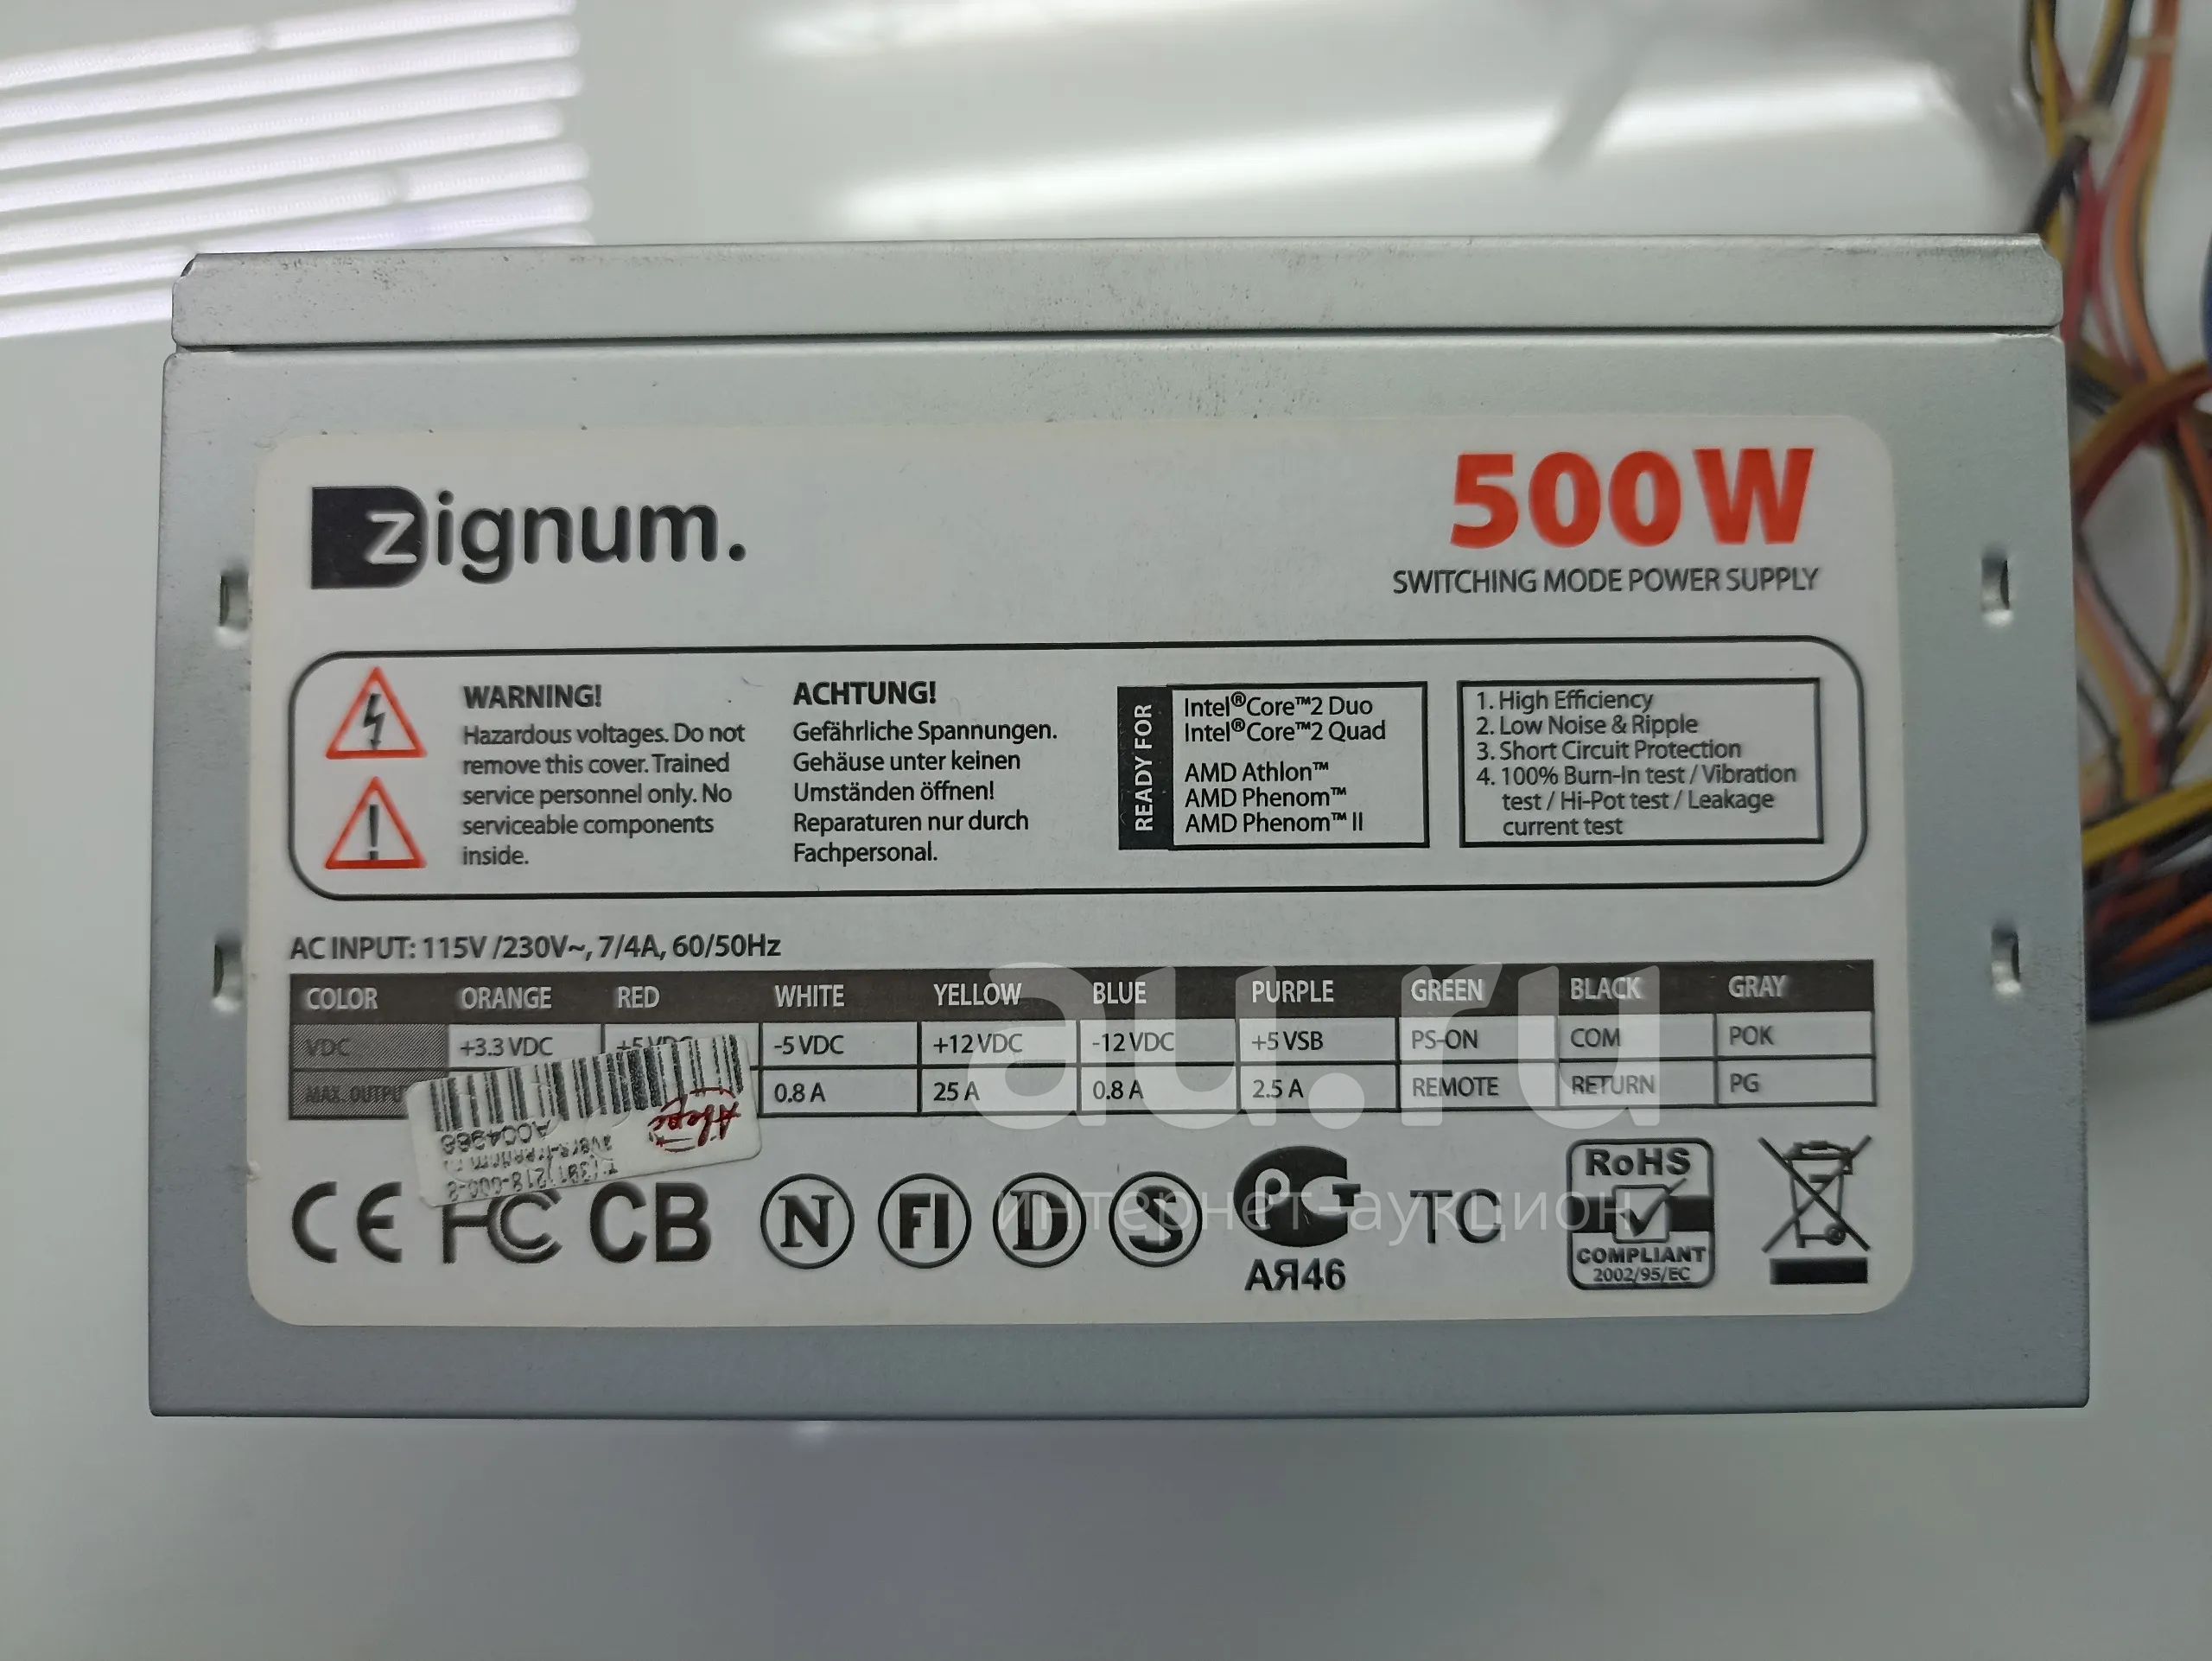 zignum.
500W
SWITCHING MODE POWER SUPPLY
WARNING!
Hazardous voltages. Do not
remove this cover. Trained
service personnel only. No
serviceable components
inside.
ACHTUNG!
Gefährliche Spannungen.
Gehäuse unter keinen
Umständen öffnen!
Reparaturen nur durch
Fachpersonal.
READY FOR
Intel®Core™2 Duo
Intel®Core™2 Quad
AMD Athlon™
AMD Phenom™
AMD Phenom™ II
1. High Efficiency
2. Low Noise & Ripple
3. Short Circuit Protection
4. 100% Burn-In test / Vibration
test / Hi-Pot test / Leakage
current test
AC INPUT: 115V /230V~, 7/4A, 60/50Hz
COLOR ORANGE RED WHITE YELLOW BLUE PURPLE GREEN BLACK GRAY
VDC +3.3 VDC +5 VDC -5 VDC +12 VDC -12 VDC +5 VSB PS-ON COM POK
MAX. OUTPUT 0.8 A 25 A 0.8 A 2.5 A REMOTE RETURN PG
A004988
au.ru
интернет-аукцион
CE FC CB N FI D S PG TC
АЯ46
RoHS
COMPLIANT
2002/95/EC